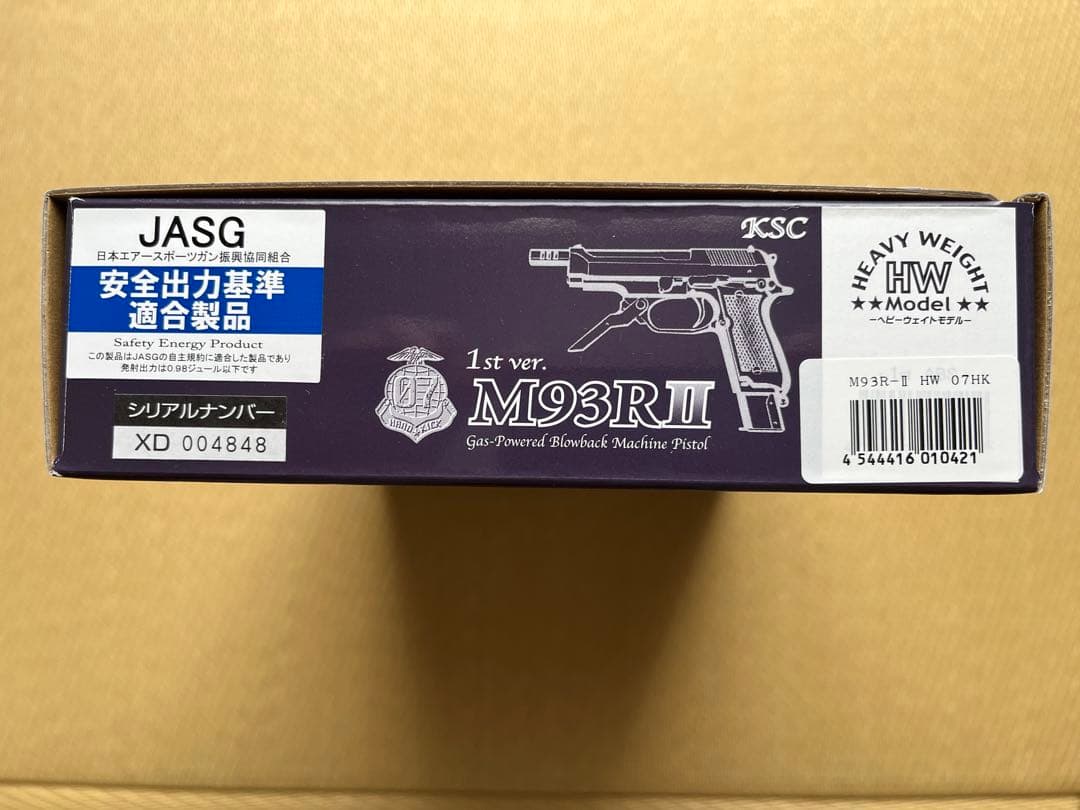 JASG
日本エアースポーツガン振興協同組合
安全出力基準
適合製品
Safety Energy Product
この製品はJASGの自主規約に適合した製品であり
発射出力は0.98ジュール以下です
シリアルナンバー
XD 004848
07
HARD★KICK
1st ver.
M93RⅡ
Gas-Powered Blowback Machine Pistol
KSC
HEAVY WEIGHT
HW
★★Model★★
−ヘビーウェイトモデル−
M93R-Ⅱ HW 07HK
4 544416 010421